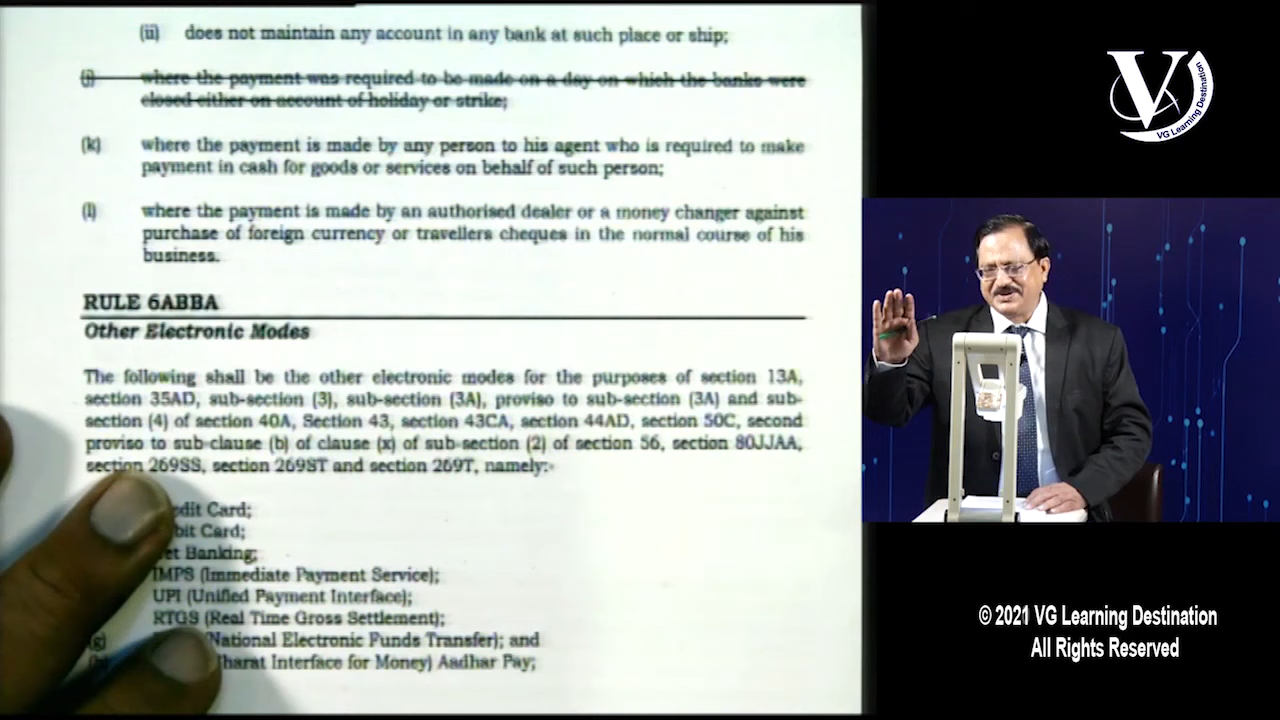 (ii) does not maintain any account in any bank at such place or ship;
(j) where the payment was required to be made on a day on which the banks were
closed either on account of holiday or strike;
(k) where the payment is made by any person to his agent who is required to make
payment in cash for goods or services on behalf of such person;
(l) where the payment is made by an authorised dealer or a money changer against
purchase of foreign currency or travellers cheques in the normal course of his
business.
RULE 6ABBA
Other Electronic Modes
The following shall be the other electronic modes for the purposes of section 13A,
section 35AD, sub-section (3), sub-section (3A), proviso to sub-section (3A) and sub-
section (4) of section 40A, Section 43, section 43CA, section 44AD, section 50C, second
proviso to sub-clause (b) of clause (x) of sub-section (2) of section 56, section 80JJAA,
section 269SS, section 269ST and section 269T, namely:-
Card;
Card;
Banking;
IMPS (Immediate Payment Service);
UPI (Unified Payment Interface);
RTGS (Real Time Gross Settlement);
(g) (National Electronic Funds Transfer); and
Interface for Money) Aadhar Pay;
V
VG Learning Destination
© 2021 VG Learning Destination
All Rights Reserved